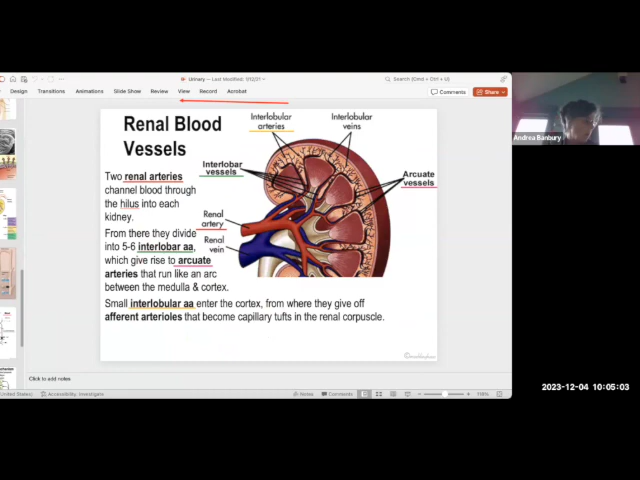 Urinary — Last Modified: 1/12/21
Search (Cmd + Ctrl + U)
Transitions Animations Slide Show Review View Record Acrobat
Comments Share
Renal Blood
Vessels
Two renal arteries
channel blood through
the hilus into each
kidney.
From there they divide
into 5-6 interlobar aa,
which give rise to arcuate
arteries that run like an arc
between the medulla & cortex.
Small interlobular aa enter the cortex, from where they give off
afferent arterioles that become capillary tufts in the renal corpuscle.
Interlobular
arteries
Interlobular
veins
Interlobar
vessels
Arcuate
vessels
Renal
artery
Renal
vein
Click to add notes
United States) Accessibility: Investigate
Notes Comments
Andrea Banbury
2023-12-04 10:05:03